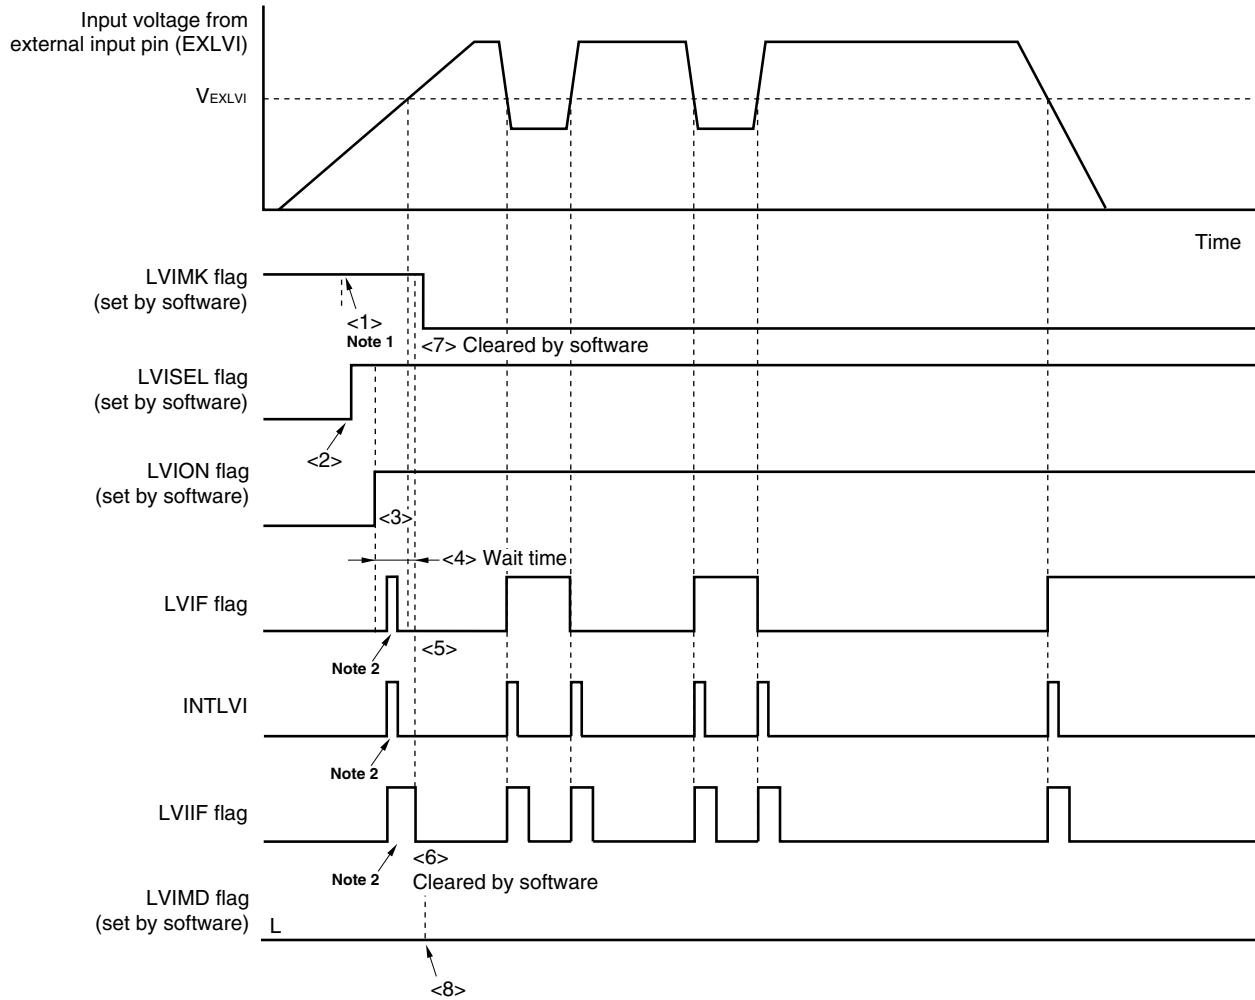 Input voltage from
external input pin (EXLVI)
VEXLVI
Time
LVIMK flag
(set by software)
<1>
Note 1
<7> Cleared by software
LVISEL flag
(set by software)
<2>
LVION flag
(set by software)
<3>
<4> Wait time
LVIF flag
Note 2
<5>
INTLVI
Note 2
LVIIF flag
Note 2
<6>
Cleared by software
LVIMD flag
(set by software)
L
<8>